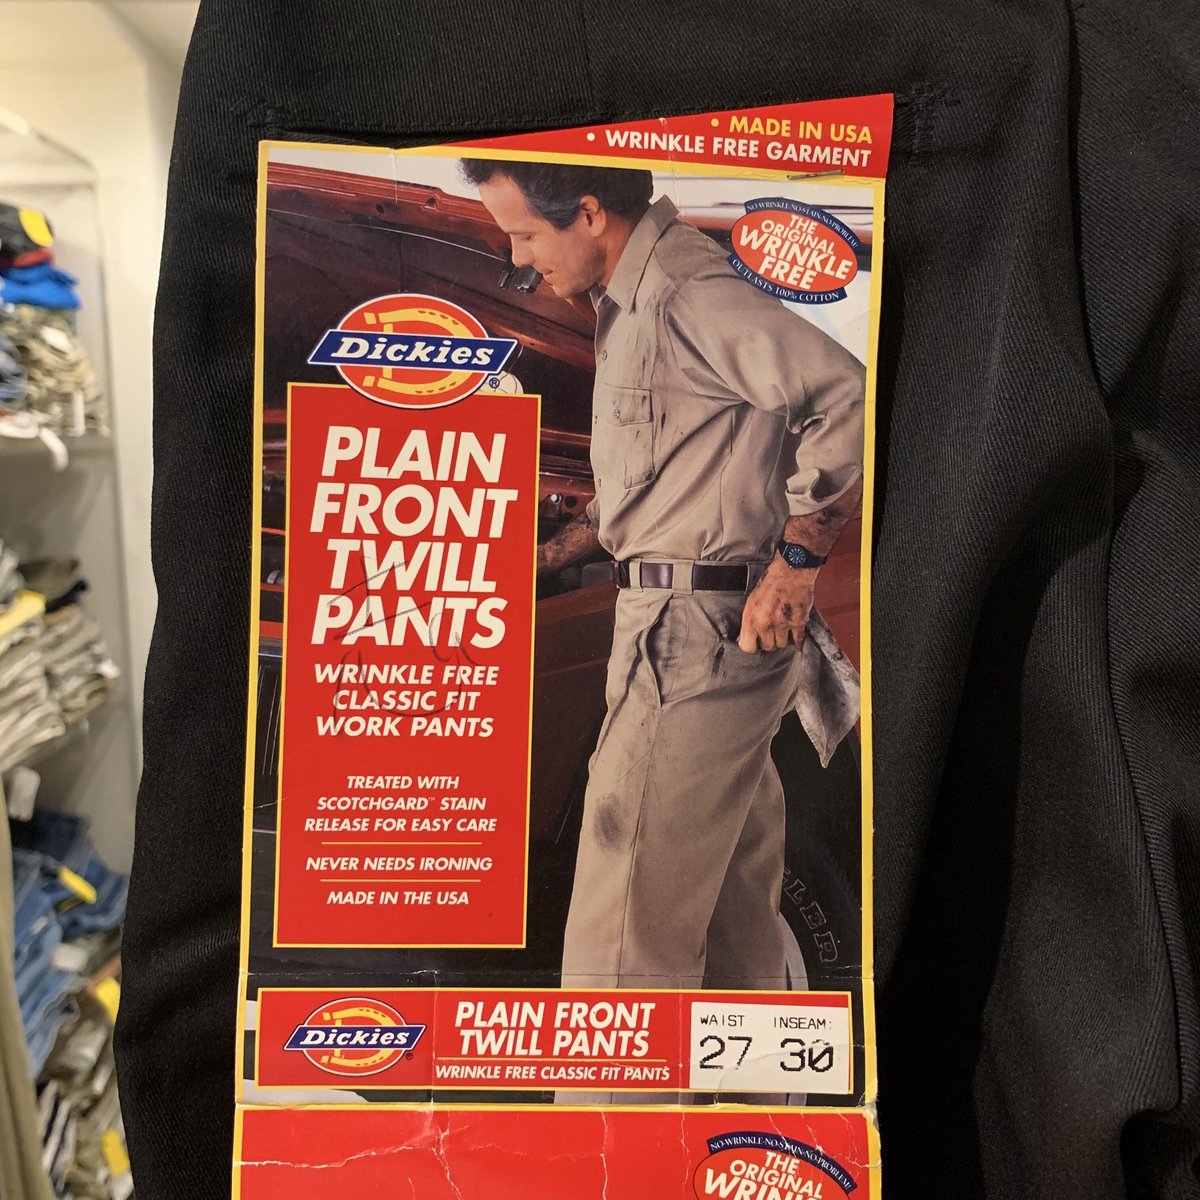 • MADE IN USA
• WRINKLE FREE GARMENT
NO-WRINKLE-NO-STAIN-NO-PROBLEM!
THE
ORIGINAL
WRINKLE
FREE
OUTLASTS 100% COTTON
Dickies®
PLAIN
FRONT
TWILL
PANTS
WRINKLE FREE
CLASSIC FIT
WORK PANTS
TREATED WITH
SCOTCHGARD™ STAIN
RELEASE FOR EASY CARE
NEVER NEEDS IRONING
MADE IN THE USA
LER
Dickies®
PLAIN FRONT
TWILL PANTS
WRINKLE FREE CLASSIC FIT PANTS
WAIST: INSEAM:
27 30
NO-WRINKLE-NO-STAIN-NO-PROBLEM!
THE
ORIGINAL